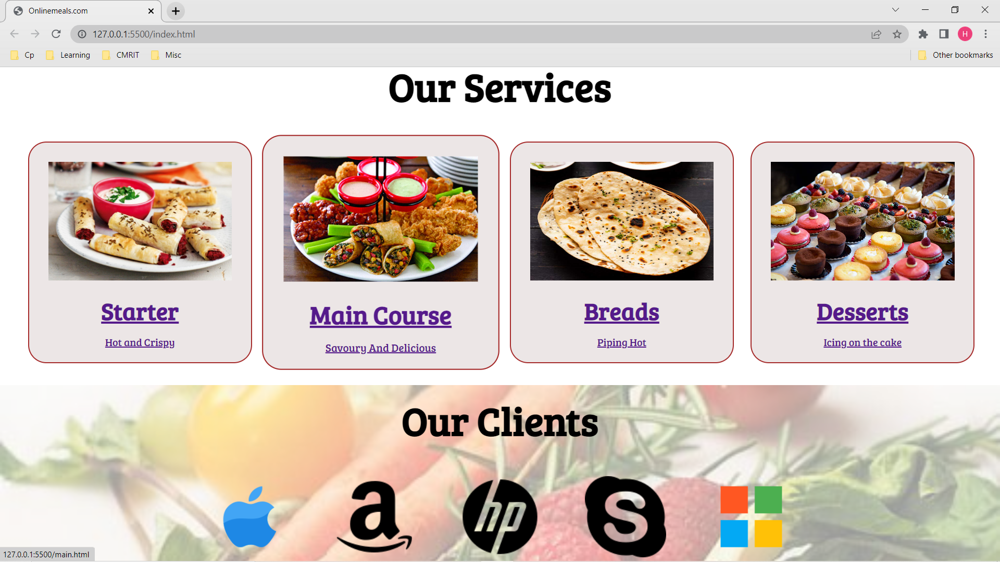 Onlinemeals.com
127.0.0.1:5500/index.html
H
Cp Learning CMRIT Misc Other bookmarks
Our Services
Starter
Hot and Crispy
Main Course
Savoury And Delicious
Breads
Piping Hot
Desserts
Icing on the cake
Our Clients
a hp S
127.0.0.1:5500/main.html